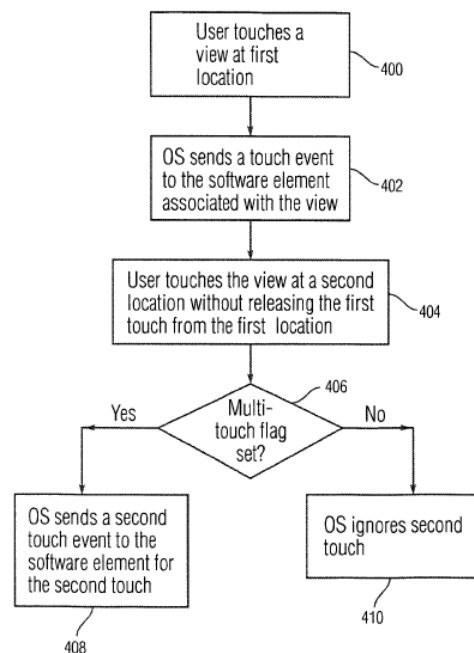 User touches a
view at first
location
400
OS sends a touch event
to the software element
associated with the view
402
User touches the view at a second
location without releasing the first
touch from the first location
404
406
Multi-
touch flag
set?
Yes
No
OS sends a second
touch event to the
software element for
the second touch
408
OS ignores second
touch
410